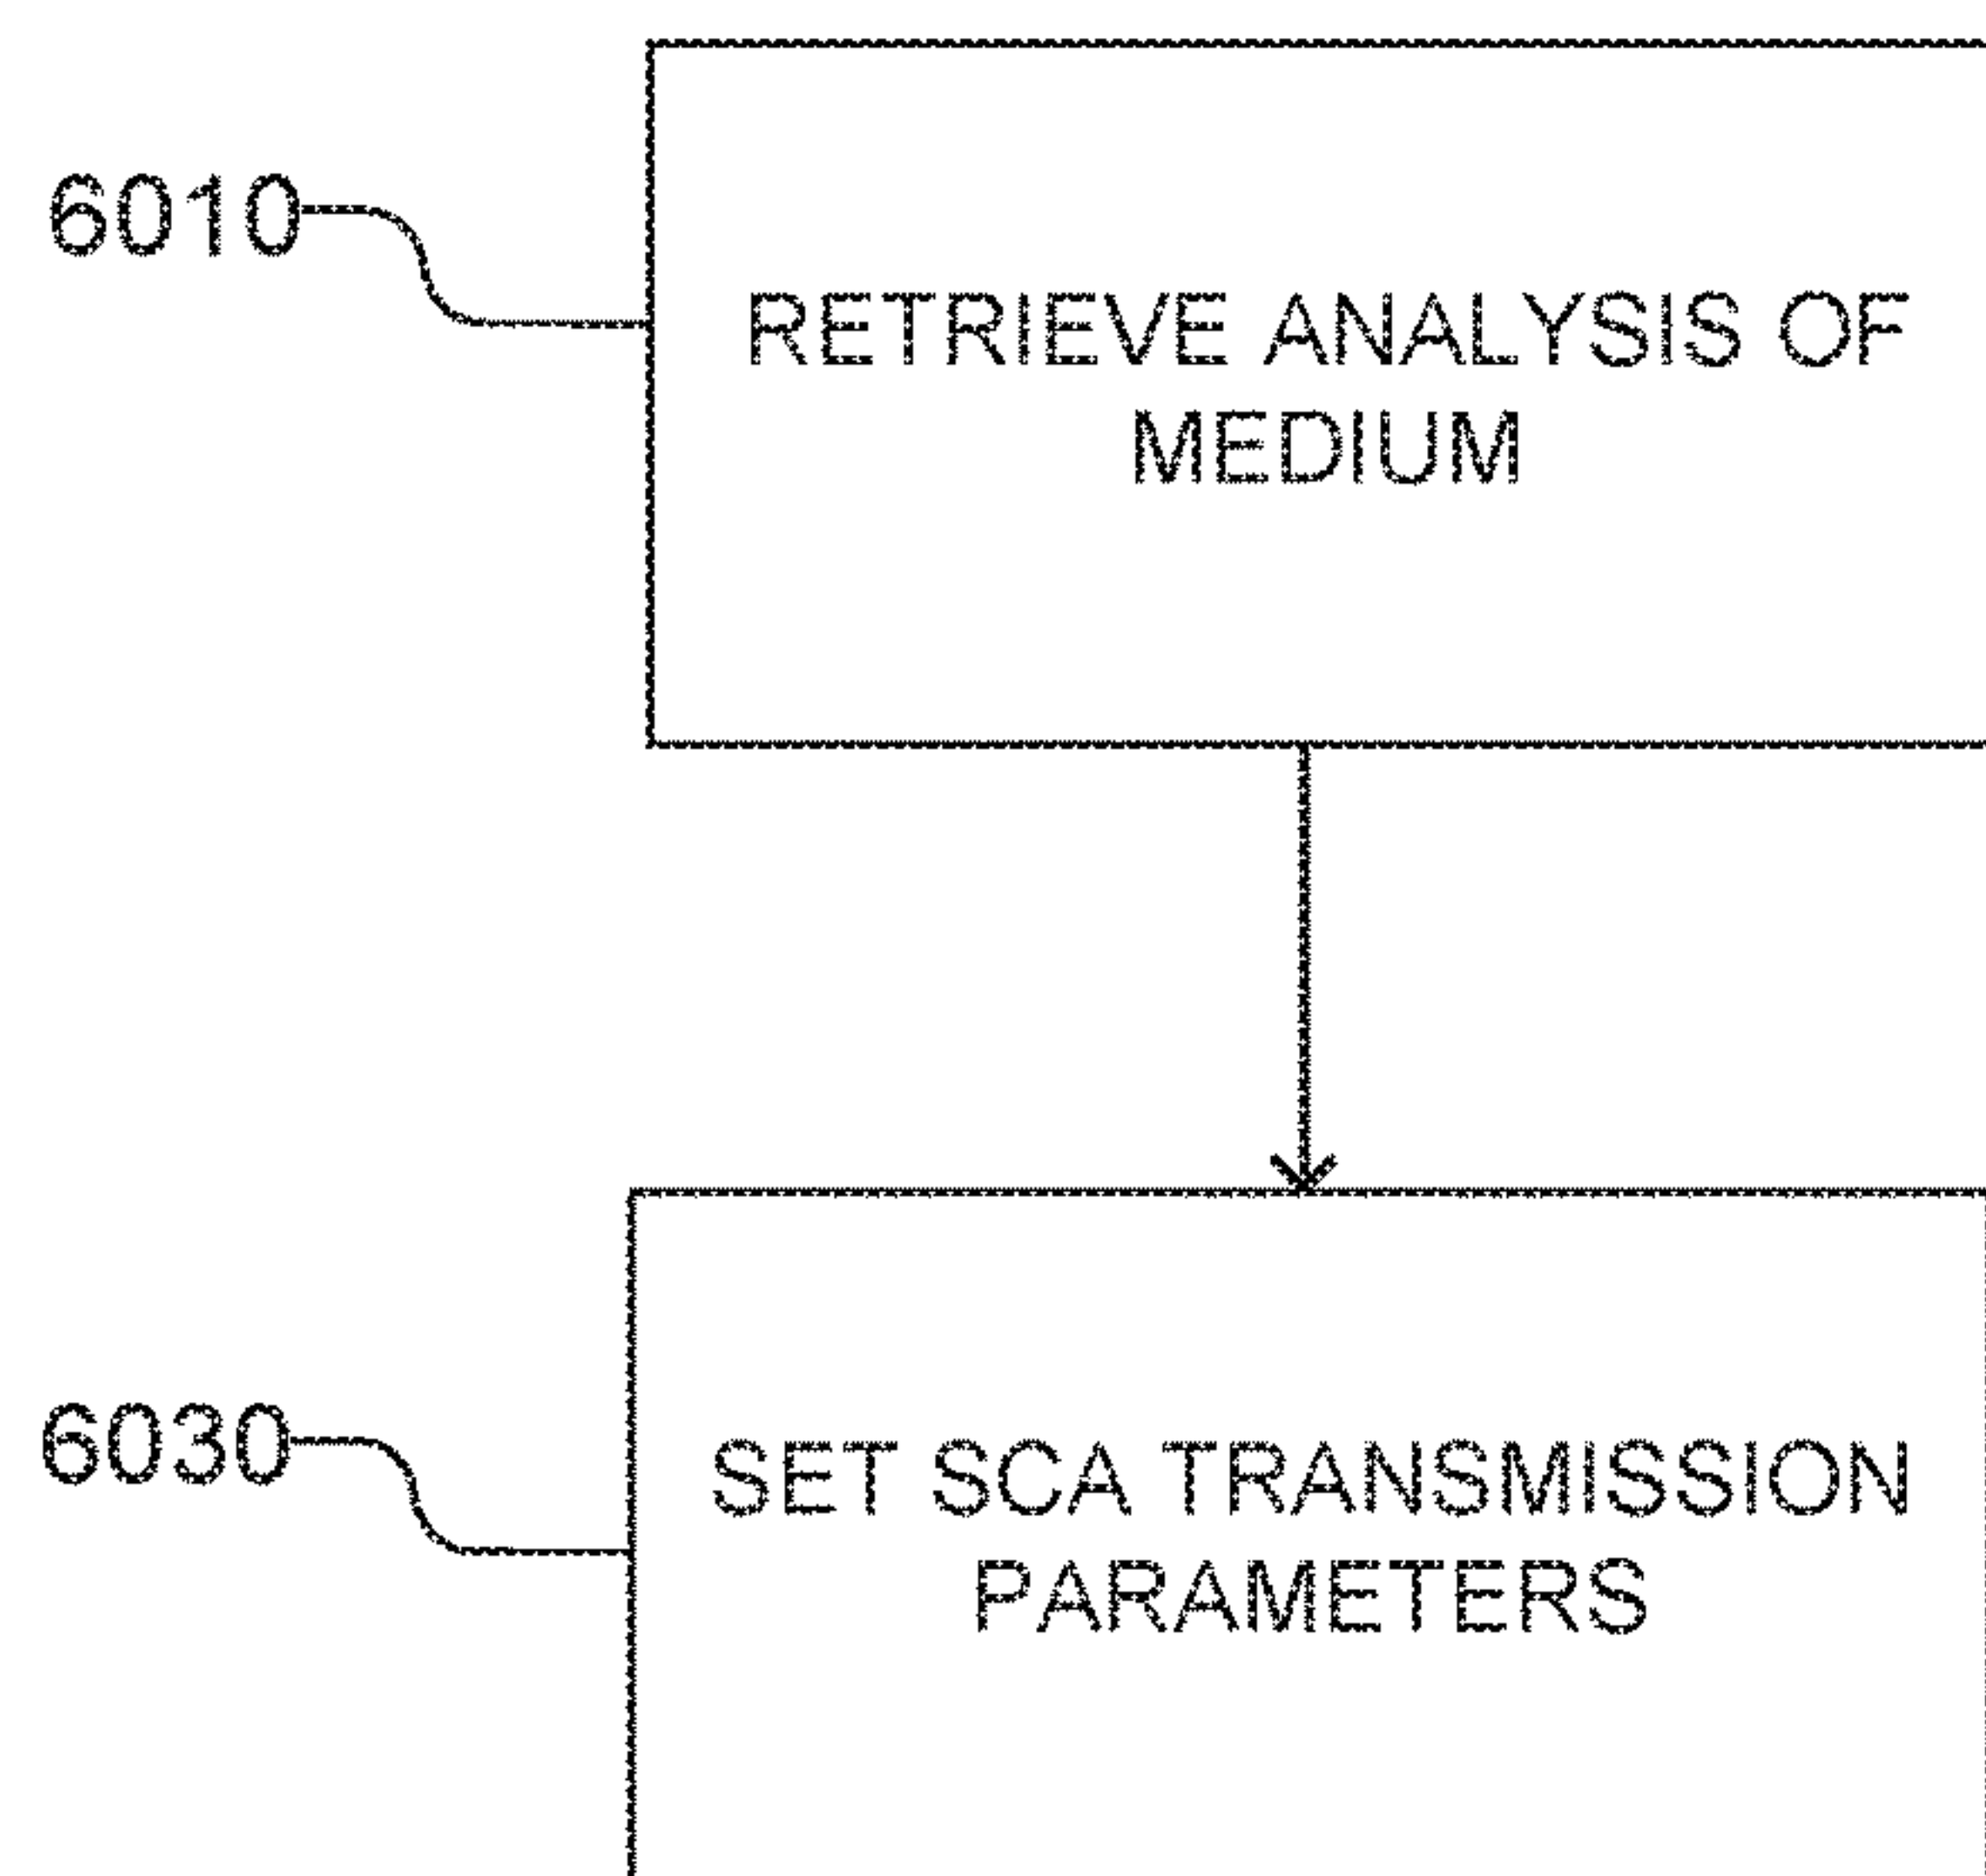 6010
RETRIEVE ANALYSIS OF
MEDIUM
6030
SET SCA TRANSMISSION
PARAMETERS